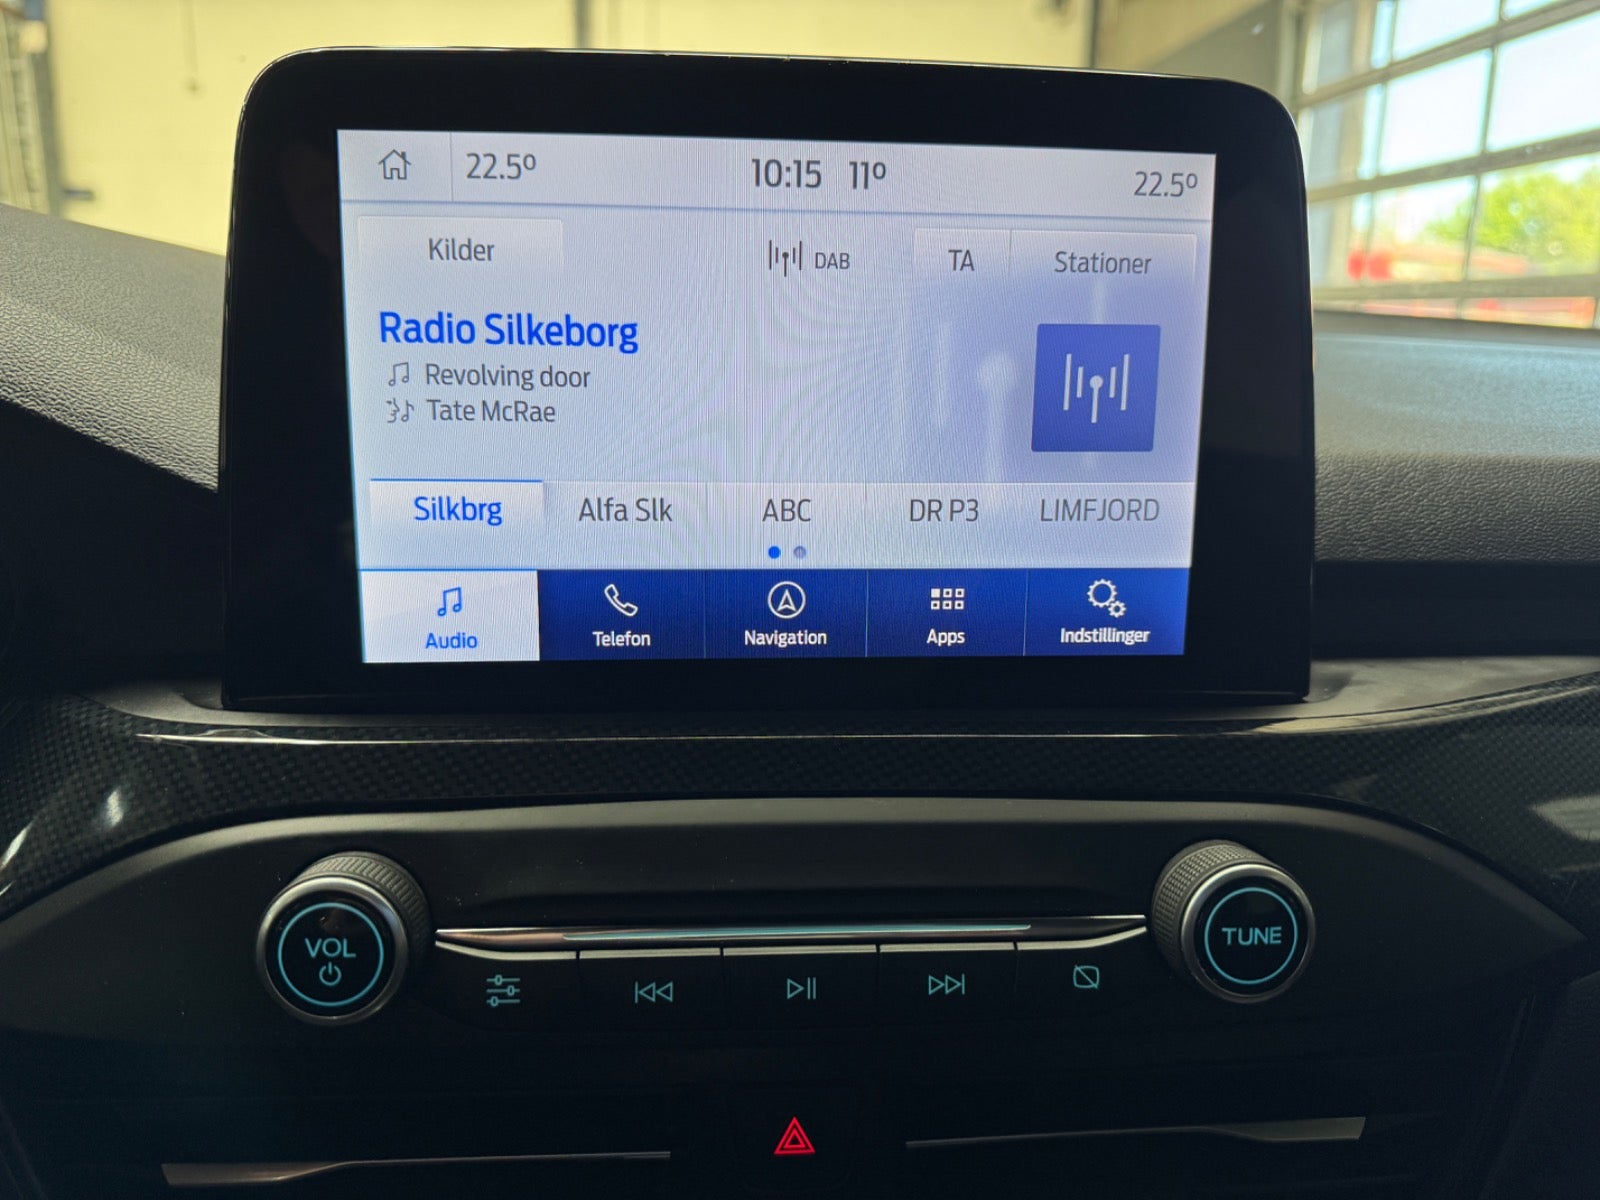 22.5° 10:15 11° 22.5°
Kilder DAB TA Stationer
Radio Silkeborg
Revolving door
Tate McRae
Silkbrg Alfa Slk ABC DR P3 LIMFJORD
Audio Telefon Navigation Apps Indstillinger
VOL TUNE